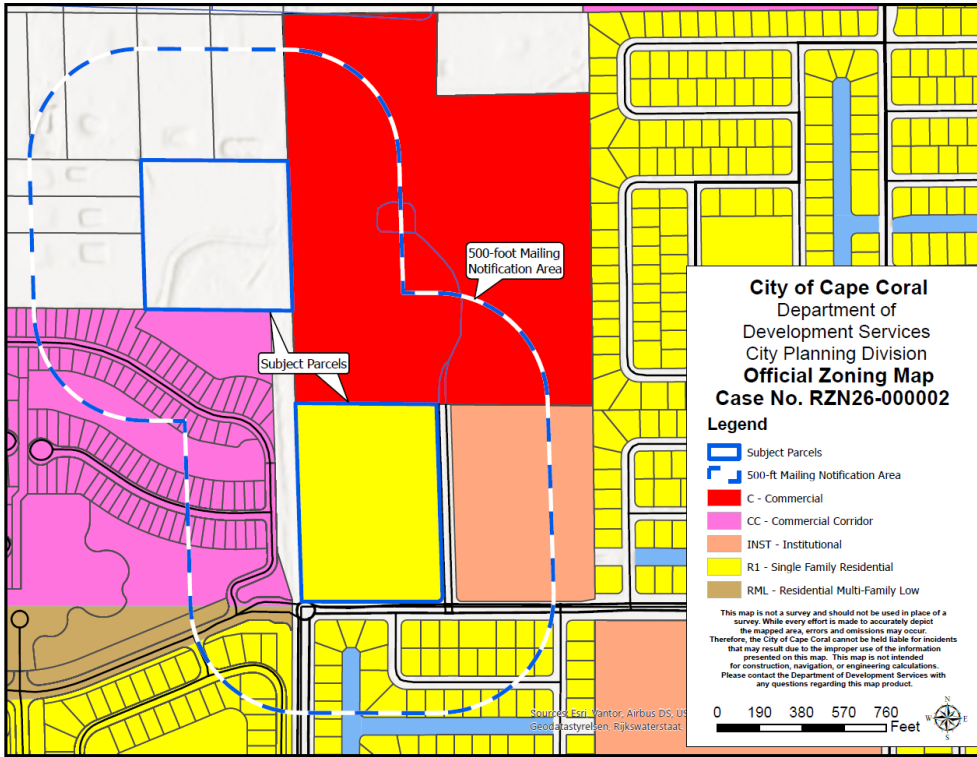 500-foot Mailing
Notification Area
Subject Parcels
City of Cape Coral
Department of
Development Services
City Planning Division
Official Zoning Map
Case No. RZN26-000002
Legend
Subject Parcels
500-ft Mailing Notification Area
C - Commercial
CC - Commercial Corridor
INST - Institutional
R1 - Single Family Residential
RML - Residential Multi-Family Low
This map is not a survey and should not be used in place of a
survey. While every effort is made to accurately depict
the mapped area, errors and omissions may occur.
Therefore, the City of Cape Coral cannot be held liable for incidents
that may result due to the improper use of the information
presented on this map. This map is not intended
for construction, navigation, or engineering calculations.
Please contact the Department of Development Services with
any questions regarding this map product.
0 190 380 570 760
Feet
N
W E
S
Sources: Esri, Vantor, Airbus DS, US
Geodatastyrelsen, Rijkswaterstaat,